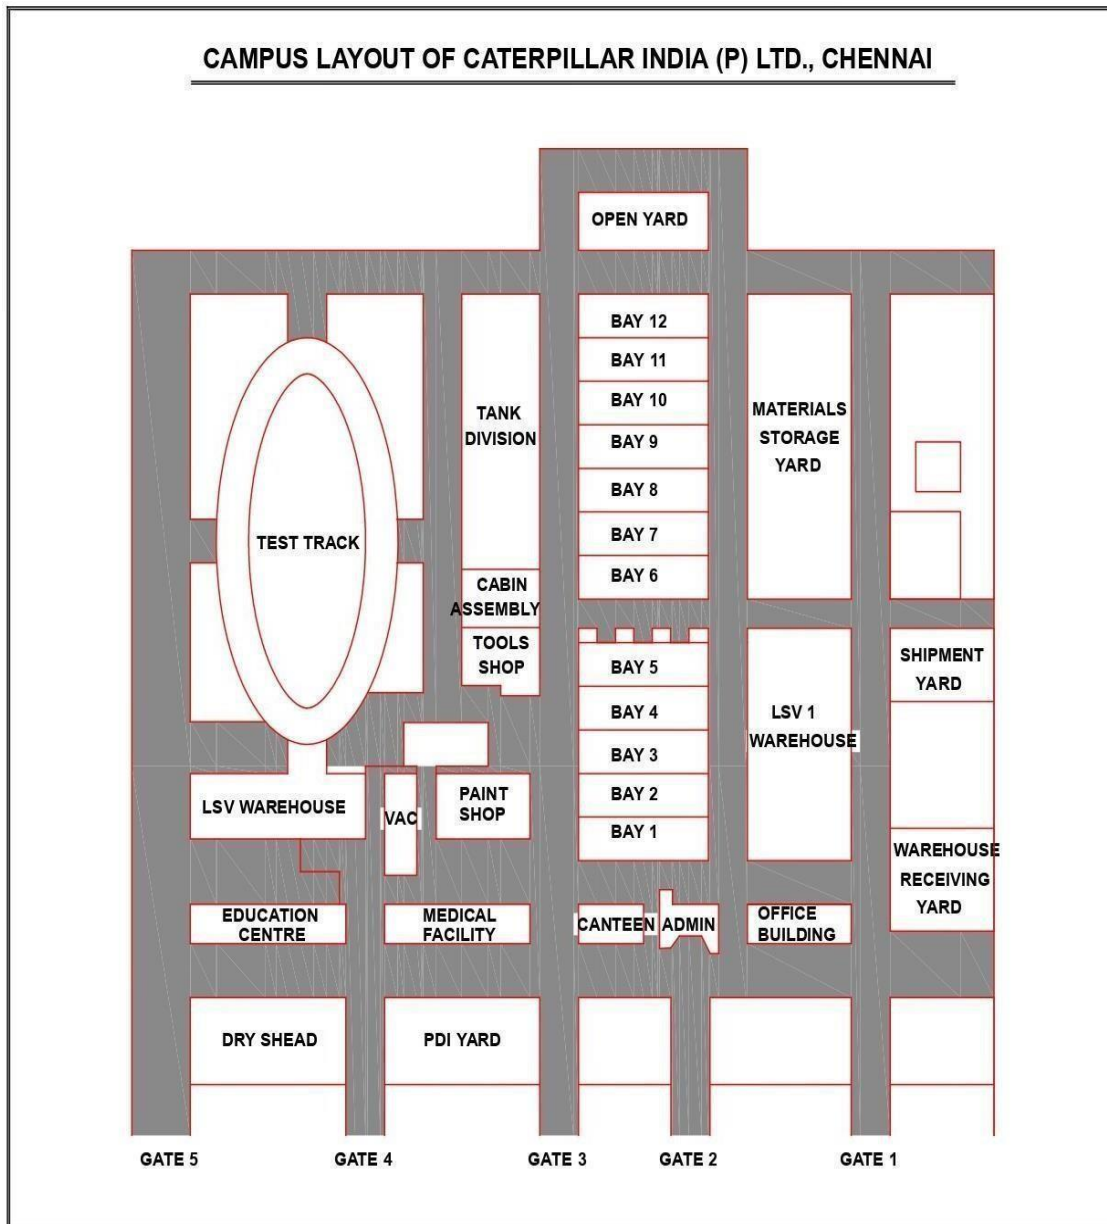 CAMPUS LAYOUT OF CATERPILLAR INDIA (P) LTD., CHENNAI
OPEN YARD
BAY 12
BAY 11
BAY 10
BAY 9
BAY 8
BAY 7
BAY 6
TANK
DIVISION
MATERIALS
STORAGE
YARD
TEST TRACK
CABIN
ASSEMBLY
TOOLS
SHOP
BAY 5
BAY 4
BAY 3
BAY 2
BAY 1
LSV 1
WAREHOUSE
SHIPMENT
YARD
LSV WAREHOUSE
VAC
PAINT
SHOP
WAREHOUSE
RECEIVING
YARD
EDUCATION
CENTRE
MEDICAL
FACILITY
CANTEEN
ADMIN
OFFICE
BUILDING
DRY SHEAD
PDI YARD
GATE 5
GATE 4
GATE 3
GATE 2
GATE 1